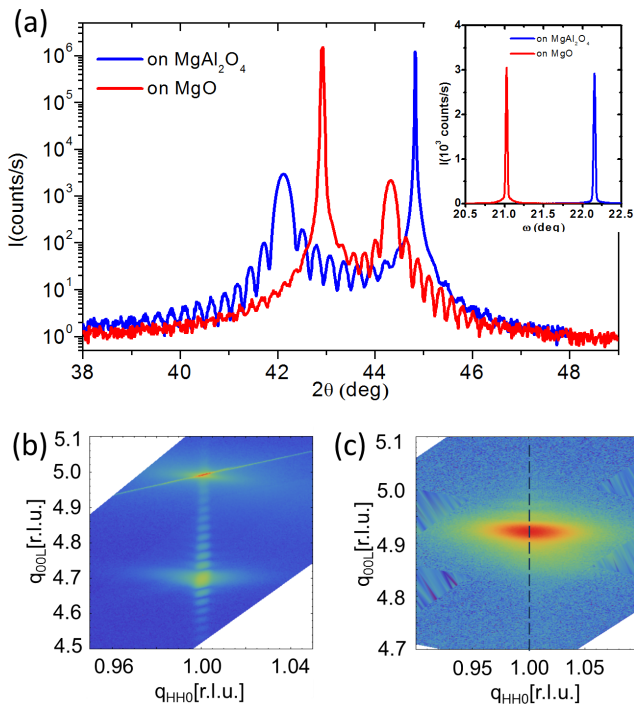 (a)
on MgAl₂O₄
on MgO
I(counts/s)
10⁶
10⁵
10⁴
10³
10²
10¹
10⁰
38 40 42 44 46 48
2θ (deg)
on MgAl₂O₄
on MgO
I(10³ counts/s)
4
3
2
1
0
20.5 21.0 21.5 22.0 22.5
ω (deg)
(b)
q00L[r.l.u.]
5.1
5.0
4.9
4.8
4.7
4.6
4.5
0.96 1.00 1.04
qHH0[r.l.u.]
(c)
q00L[r.l.u.]
5.1
5.0
4.9
4.8
4.7
0.95 1.00 1.05
qHH0[r.l.u.]